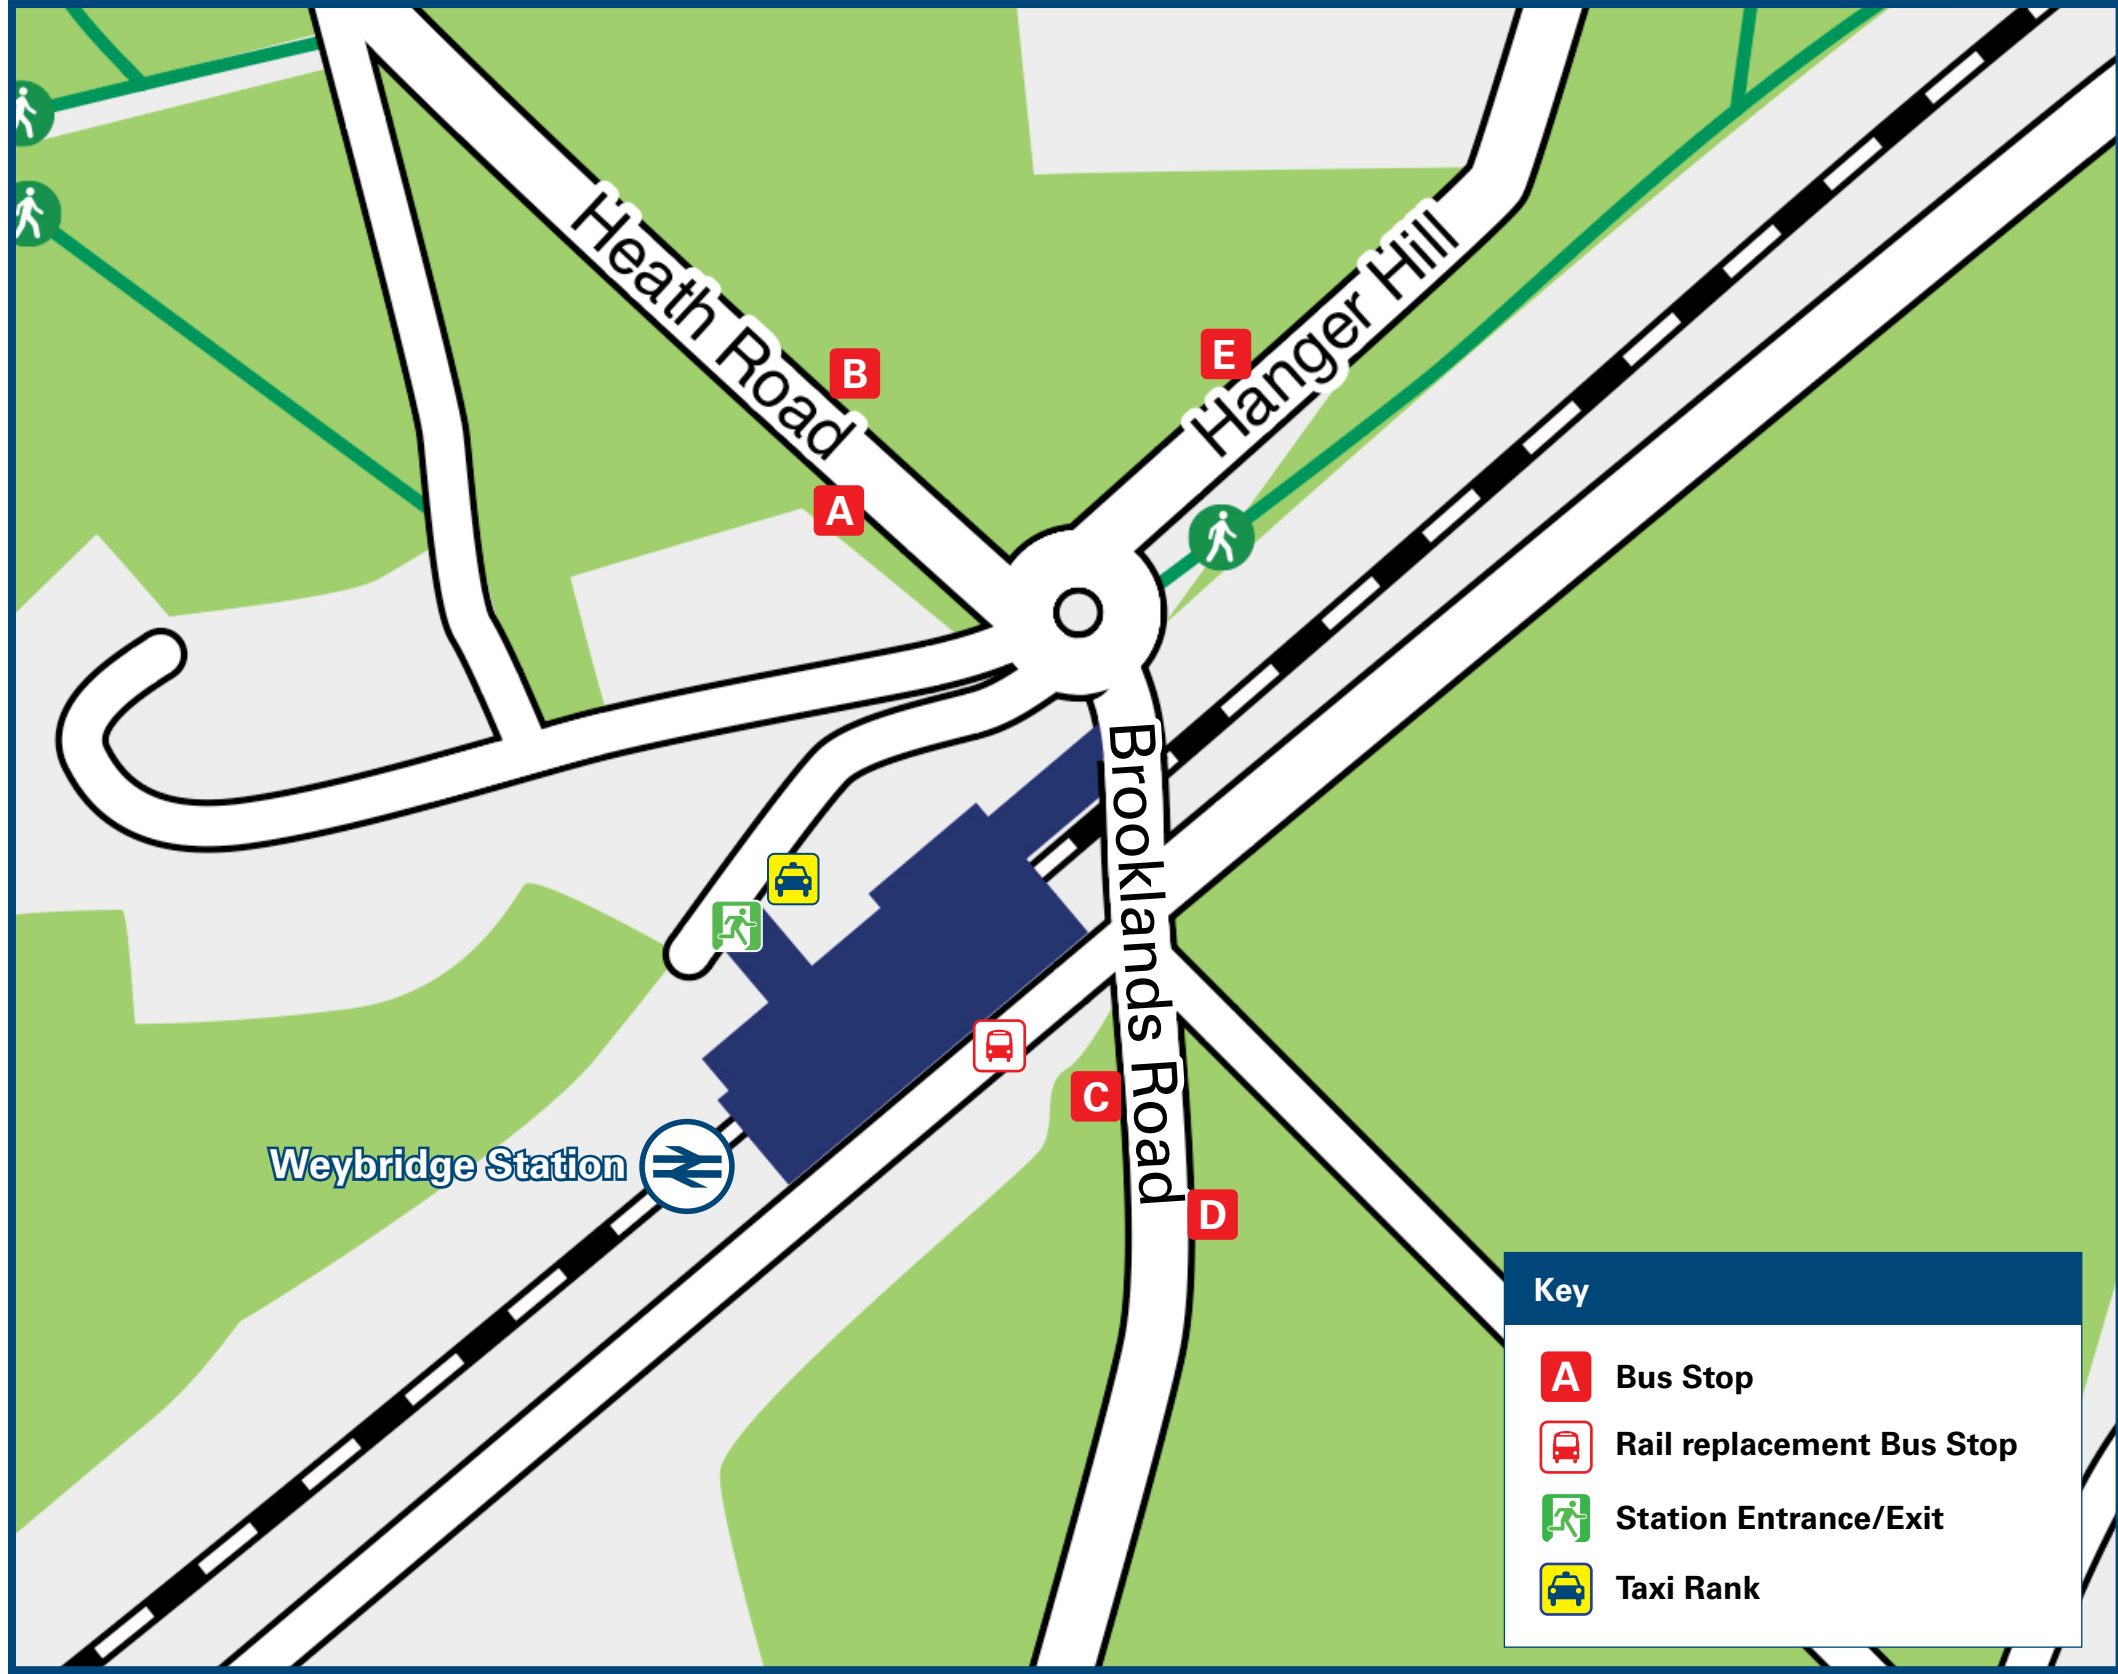 Heath Road
Hanger Hill
B
E
A
Brooklands Road
C
Weybridge Station
D
Key
A Bus Stop
Rail replacement Bus Stop
Station Entrance/Exit
Taxi Rank